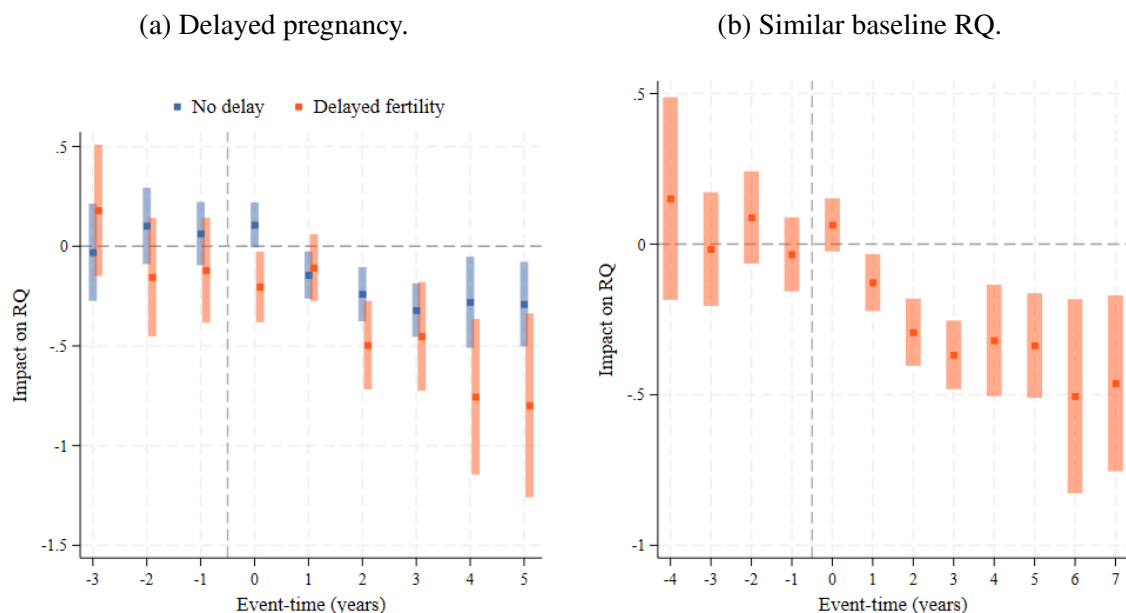 (a) Delayed pregnancy.
No delay Delayed fertility
.5
0
-.5
-1
-1.5
Impact on RQ
-3 -2 -1 0 1 2 3 4 5
Event-time (years)
(b) Similar baseline RQ.
.5
0
-.5
-1
Impact on RQ
-4 -3 -2 -1 0 1 2 3 4 5 6 7
Event-time (years)